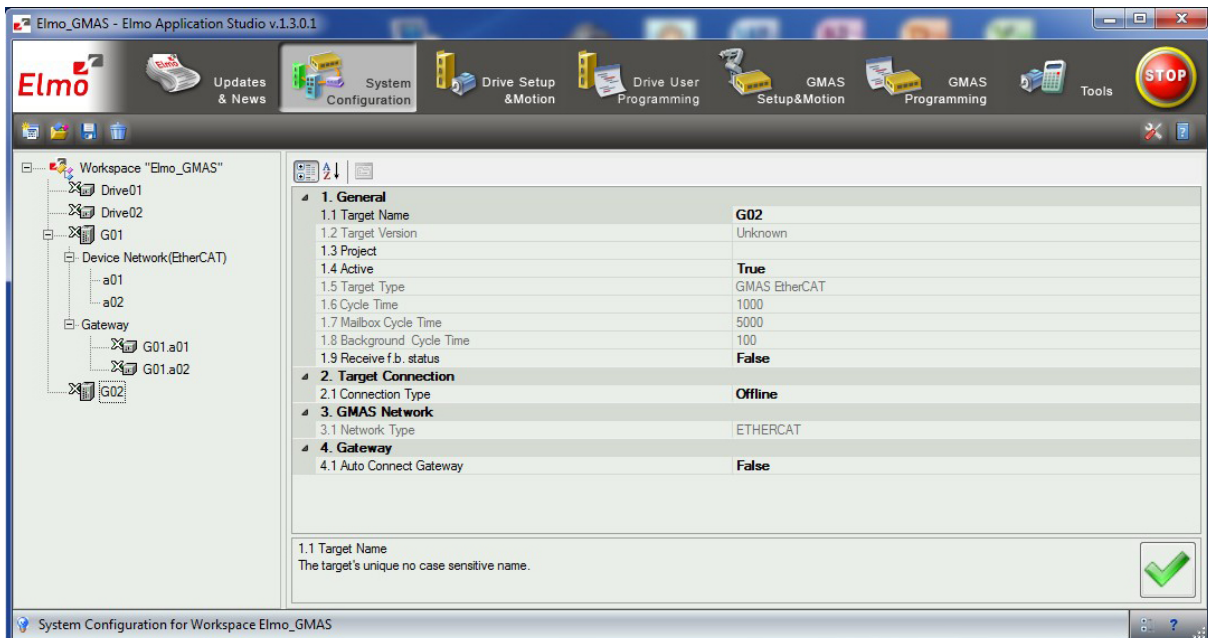 Elmo_GMAS - Elmo Application Studio v.1.3.0.1
Elmo
Updates
& News
System
Configuration
Drive Setup
&Motion
Drive User
Programming
GMAS
Setup&Motion
GMAS
Programming
Tools
STOP
Workspace "Elmo_GMAS"
Drive01
Drive02
G01
Device Network(EtherCAT)
a01
a02
Gateway
G01.a01
G01.a02
G02
1. General
1.1 Target Name G02
1.2 Target Version Unknown
1.3 Project
1.4 Active True
1.5 Target Type GMAS EtherCAT
1.6 Cycle Time 1000
1.7 Mailbox Cycle Time 5000
1.8 Background Cycle Time 100
1.9 Receive f.b. status False
2. Target Connection
2.1 Connection Type Offline
3. GMAS Network
3.1 Network Type ETHERCAT
4. Gateway
4.1 Auto Connect Gateway False
1.1 Target Name
The target's unique no case sensitive name.
System Configuration for Workspace Elmo_GMAS